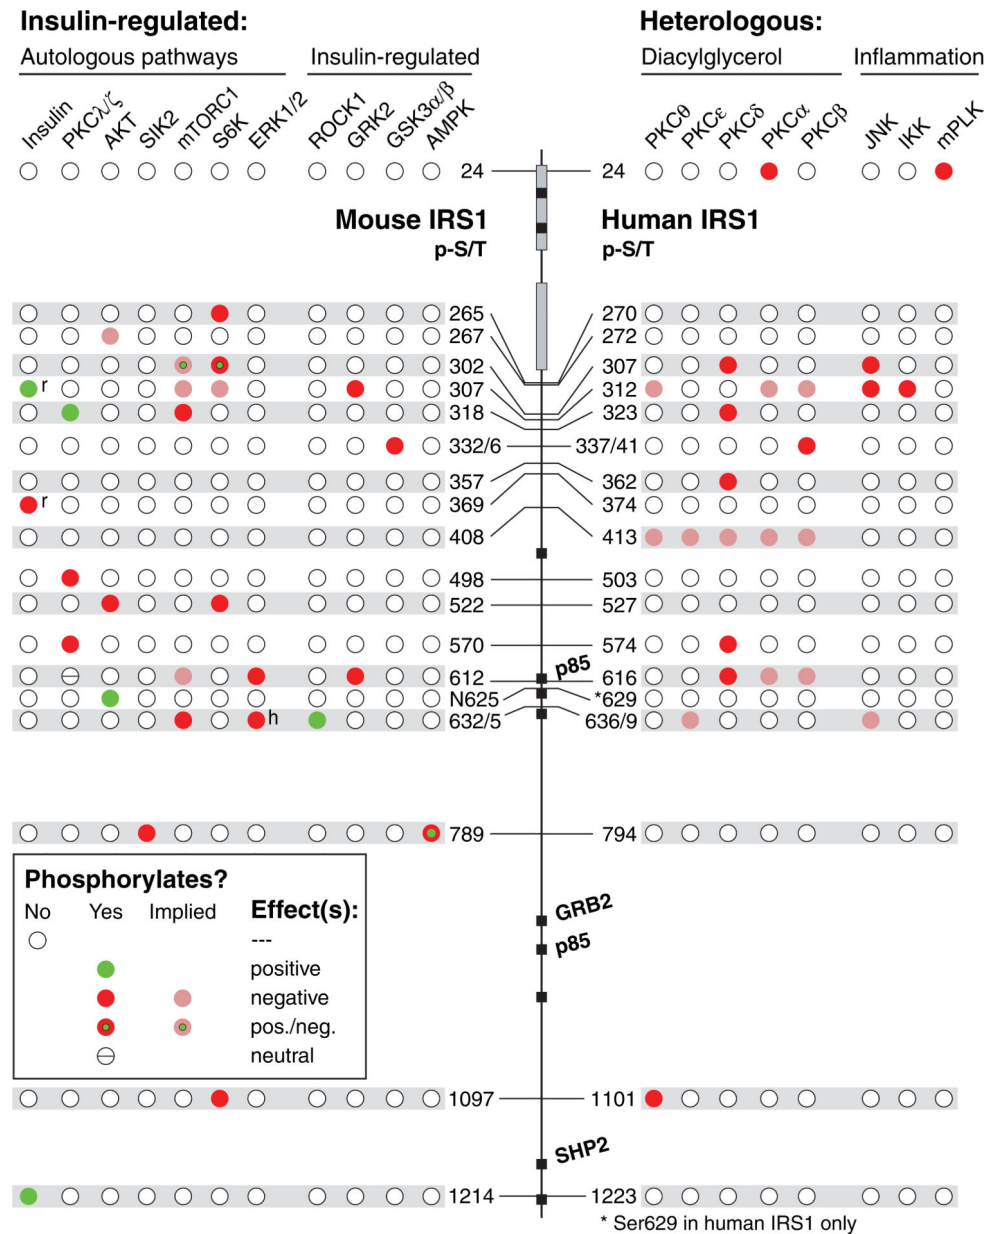 Insulin-regulated: Heterologous:
Autologous pathways Insulin-regulated Diacylglycerol Inflammation
Insulin PKCλ/ζ AKT SIK2 mTORC1 S6K ERK1/2 ROCK1 GRK2 GSK3α/β AMPK PKCθ PKCε PKCδ PKCα PKCβ JNK IKK mPLK
24 24
Mouse IRS1 Human IRS1
p-S/T p-S/T
265 270
267 272
302 307
r 307 312
318 323
332/6 337/41
357 362
r 369 374
408 413
498 503
522 527
570 574
612 p85 616
N625 *629
h 632/5 636/9
789 794
Phosphorylates?
No Yes Implied Effect(s):
---
positive
negative
pos./neg.
neutral
GRB2
p85
1097 1101
SHP2
1214 1223
* Ser629 in human IRS1 only